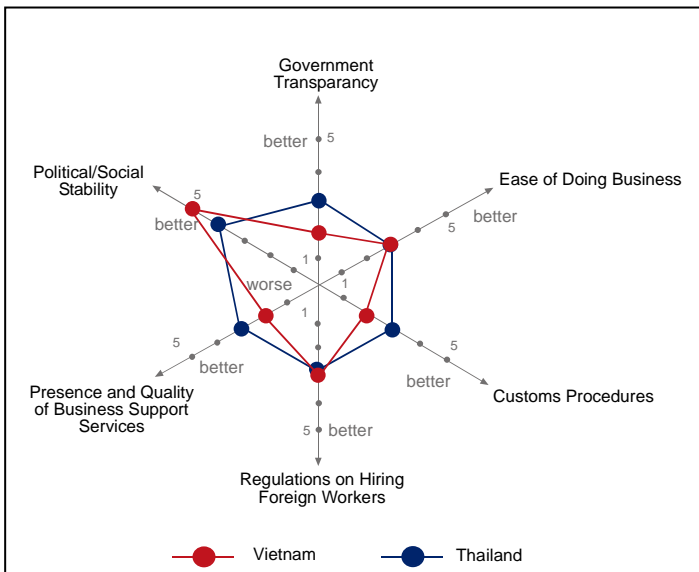 Government
Transparancy
better 5
Political/Social
Stability
5
better
Ease of Doing Business
better
5
1
worse
1
1
5
better
Presence and Quality
of Business Support
Services
5
better
Customs Procedures
5 better
Regulations on Hiring
Foreign Workers
Vietnam Thailand